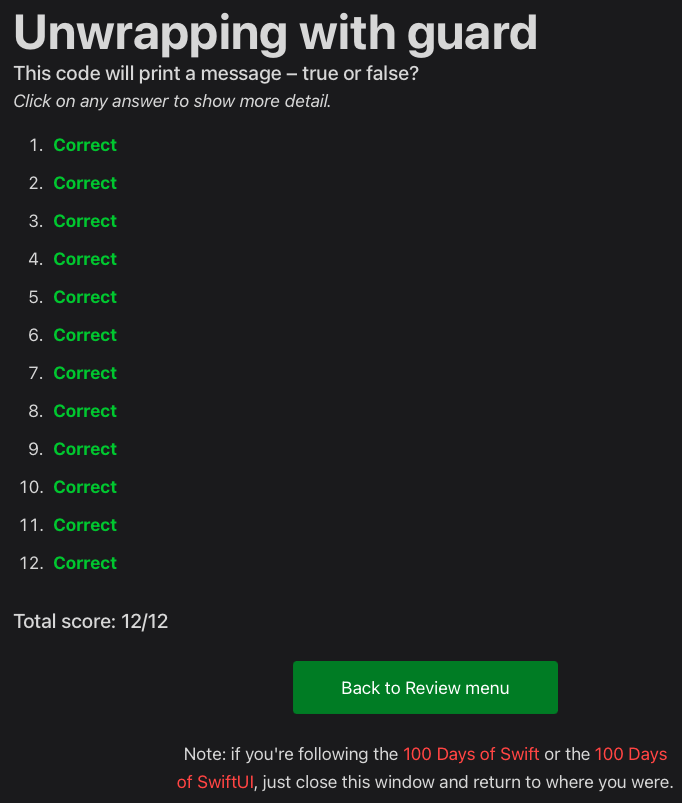 Unwrapping with guard
This code will print a message – true or false?
Click on any answer to show more detail.
1. Correct
2. Correct
3. Correct
4. Correct
5. Correct
6. Correct
7. Correct
8. Correct
9. Correct
10. Correct
11. Correct
12. Correct
Total score: 12/12
Back to Review menu
Note: if you're following the 100 Days of Swift or the 100 Days
of SwiftUI, just close this window and return to where you were.